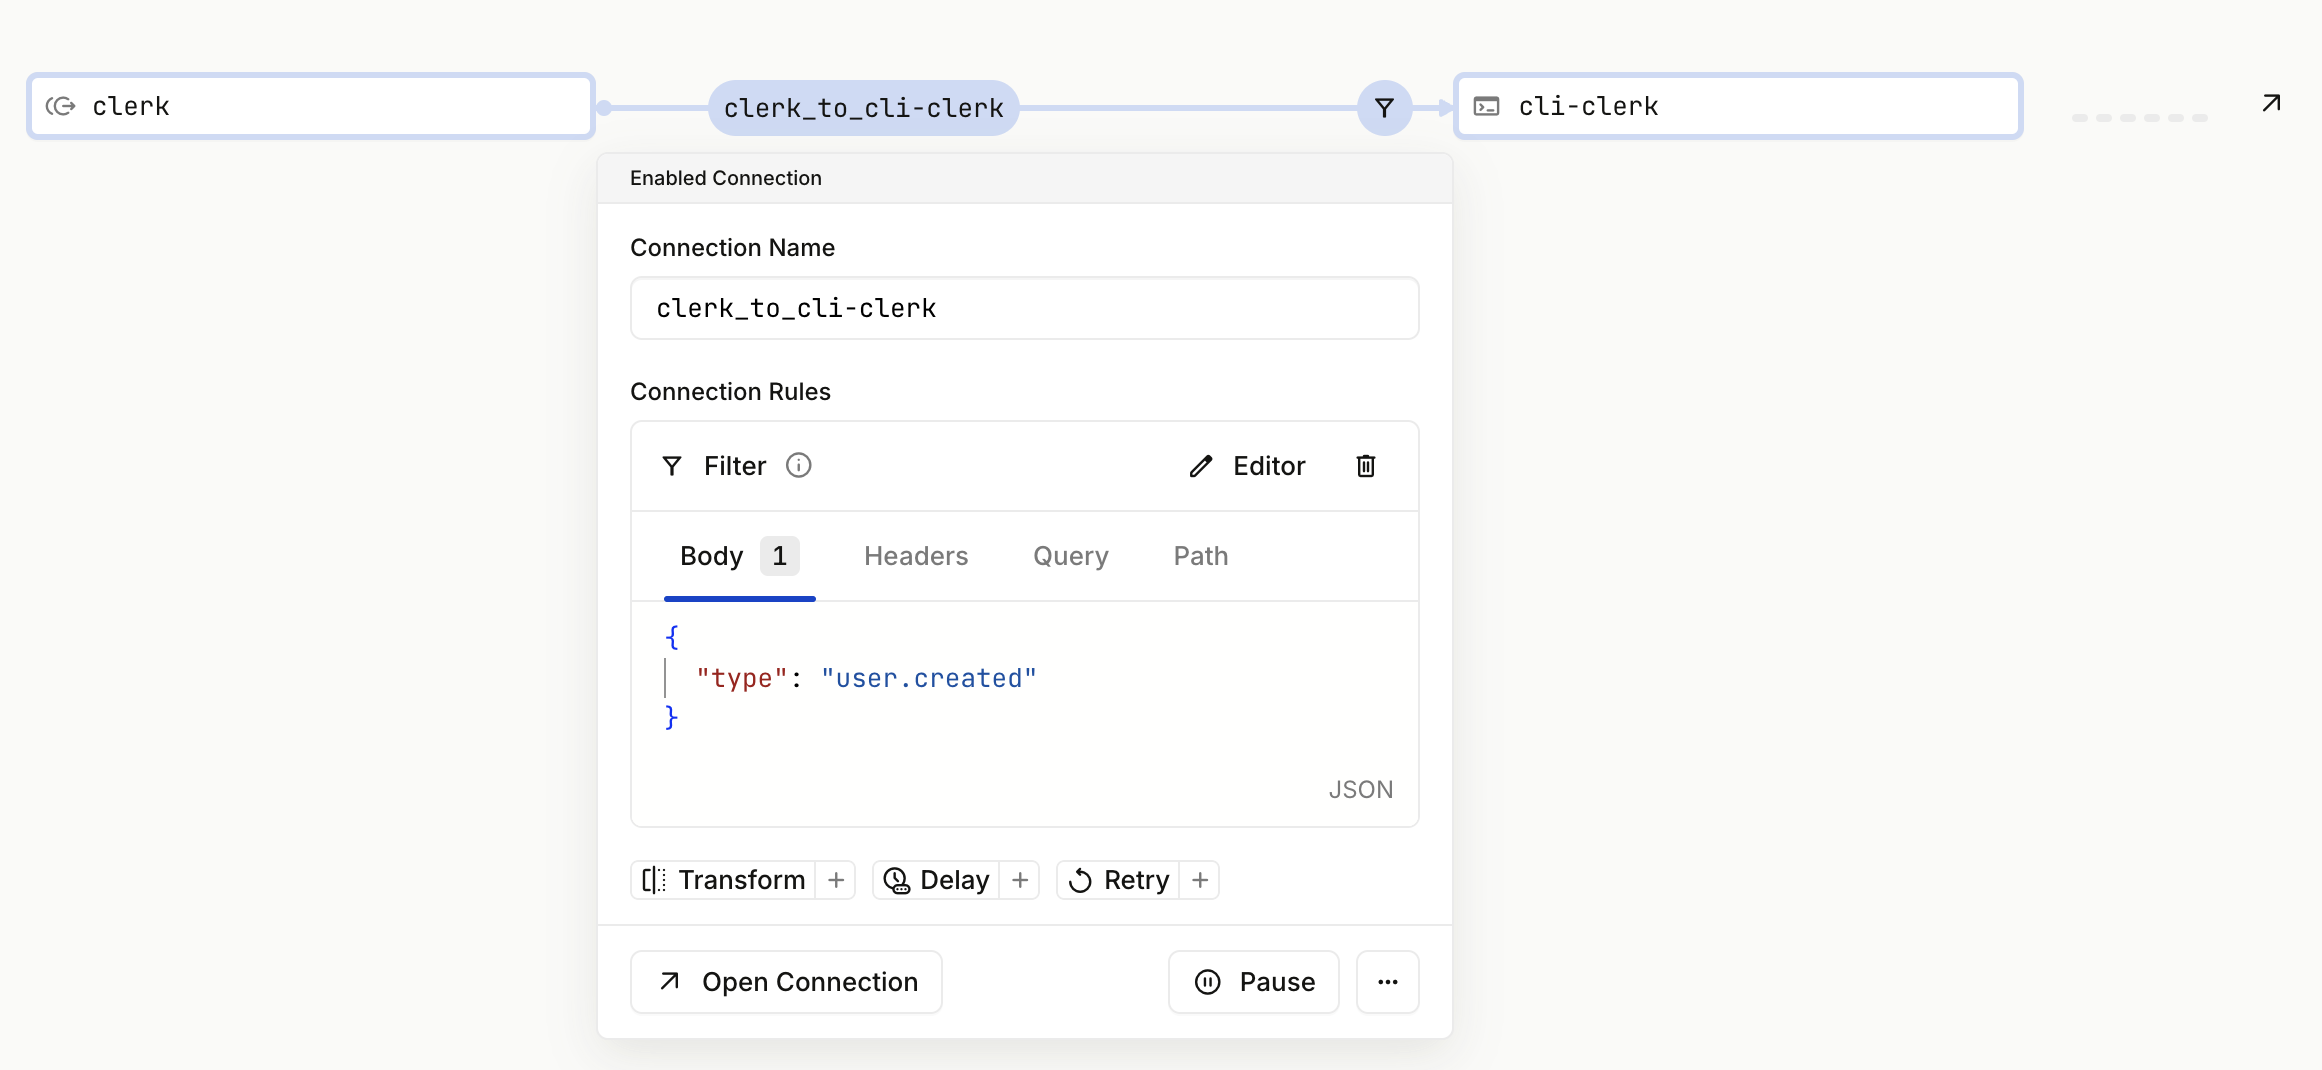 clerk
clerk_to_cli-clerk
cli-clerk
Enabled Connection
Connection Name
clerk_to_cli-clerk
Connection Rules
Filter Editor
Body 1 Headers Query Path
{
"type": "user.created"
}
JSON
Transform + Delay + Retry +
Open Connection Pause ...